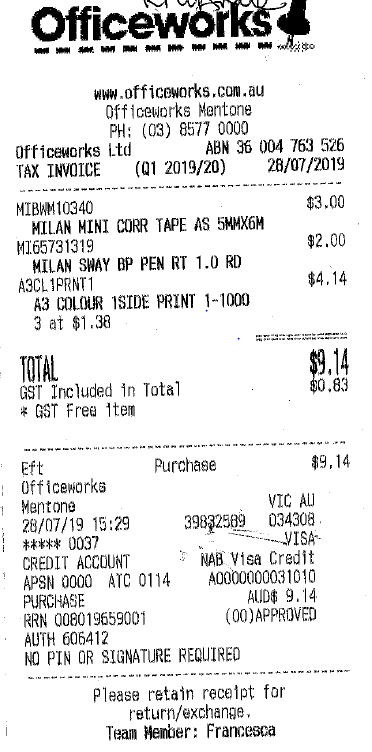 Officeworks
www.officeworks.com.au
Officeworks Mentone
PH: (03) 8577 0000
Officeworks Ltd ABN 36 004 763 526
TAX INVOICE (Q1 2019/20) 28/07/2019
MIBWM10340 $3.00
MILAN MINI CORR TAPE AS 5MMX6M
MI65731319 $2.00
MILAN SWAY BP PEN RT 1.0 RD
A3CL1PRNT1 $4.14
A3 COLOUR 1SIDE PRINT 1-1000
3 at $1.38
TOTAL $9.14
GST Included in Total $0.83
* GST Free item
Eft Purchase $9.14
Officeworks
Mentone VIC AU
28/07/19 15:29 39832589 034308
***** 0037 VISA
CREDIT ACCOUNT NAB Visa Credit
APSN 0000 ATC 0114 A0000000031010
PURCHASE AUD$ 9.14
RRN 008019659001 (00)APPROVED
AUTH 606412
NO PIN OR SIGNATURE REQUIRED
Please retain receipt for
return/exchange.
Team Member: Francesca